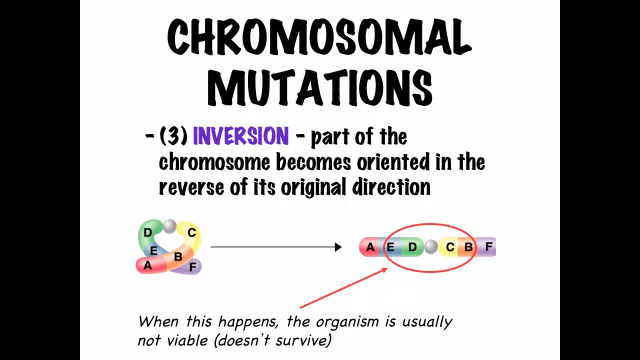 CHROMOSOMAL
MUTATIONS
- (3) INVERSION - part of the
chromosome becomes oriented in the
reverse of its original direction
D C
E B
A F
A E D C B F
When this happens, the organism is usually
not viable (doesn't survive)